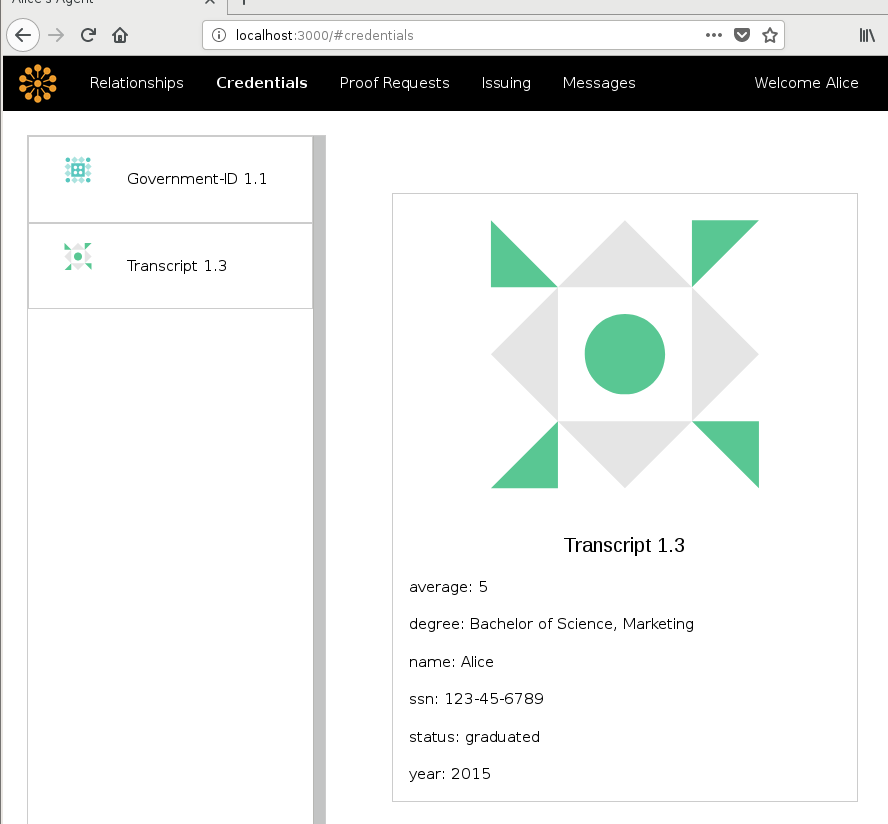 Alice's Agent
localhost:3000/#credentials
Relationships Credentials Proof Requests Issuing Messages Welcome Alice
Government-ID 1.1
Transcript 1.3
Transcript 1.3
average: 5
degree: Bachelor of Science, Marketing
name: Alice
ssn: 123-45-6789
status: graduated
year: 2015